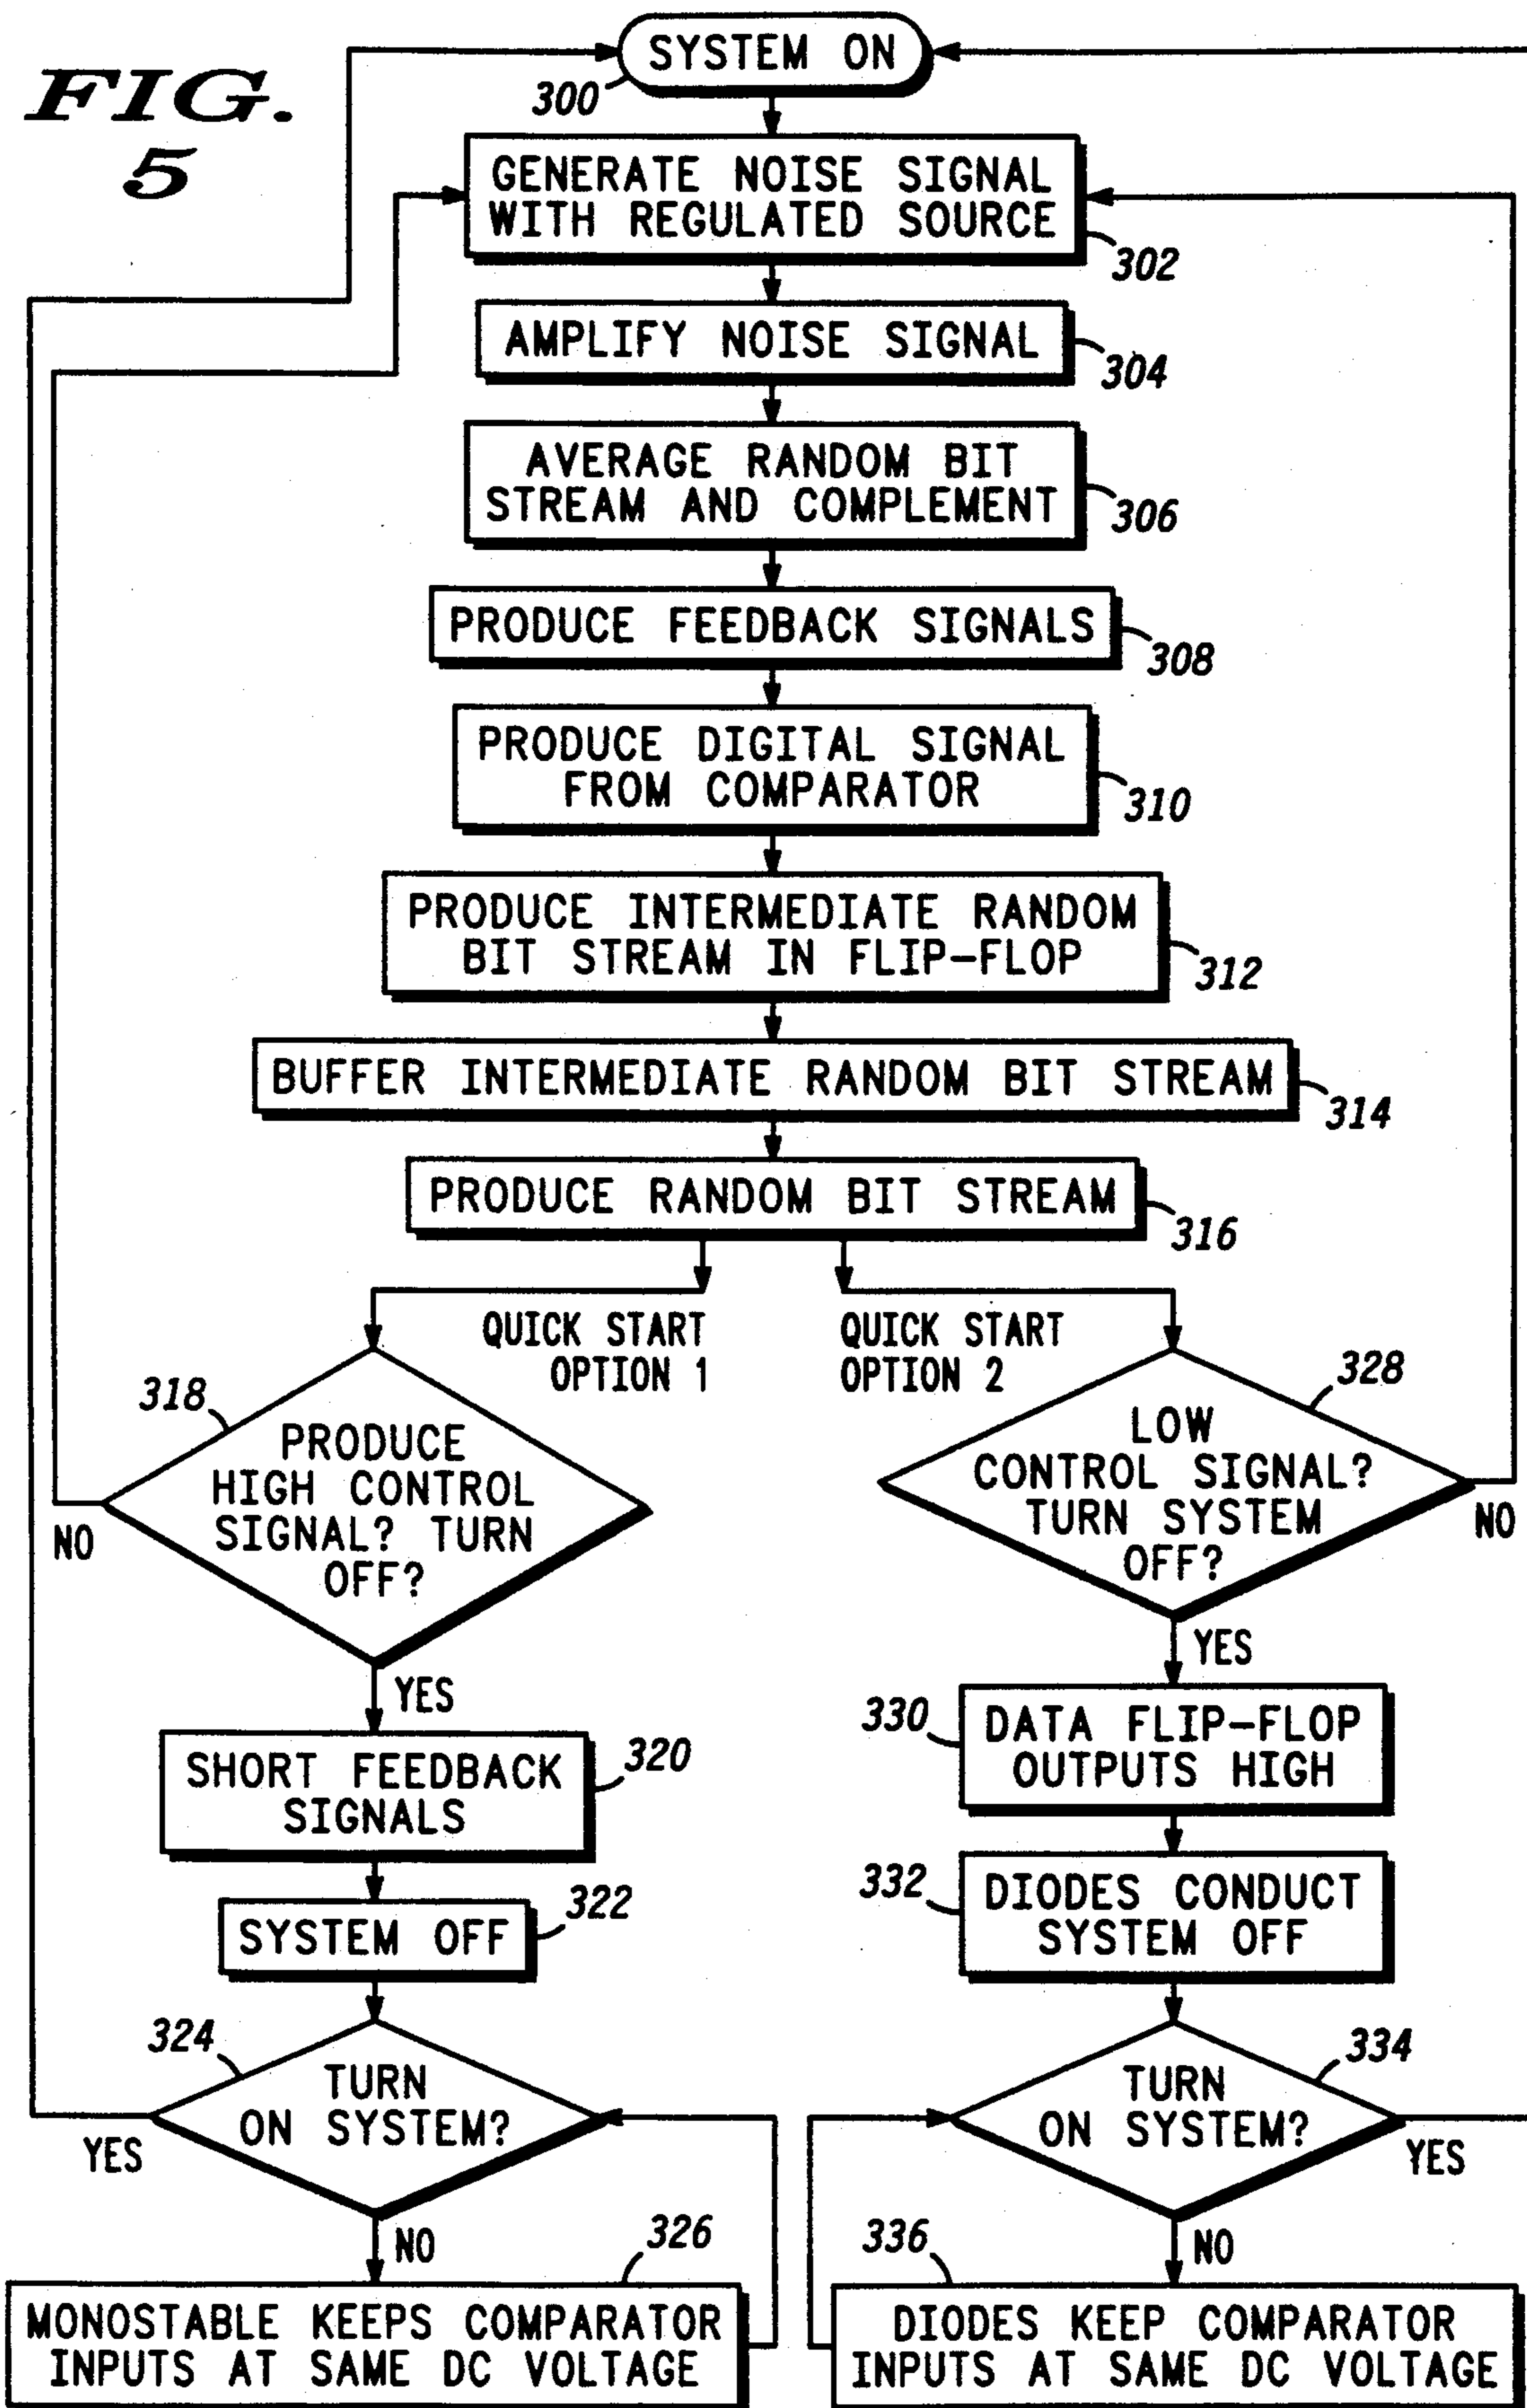 FIG.
5
SYSTEM ON
300
GENERATE NOISE SIGNAL
WITH REGULATED SOURCE
302
AMPLIFY NOISE SIGNAL
304
AVERAGE RANDOM BIT
STREAM AND COMPLEMENT
306
PRODUCE FEEDBACK SIGNALS
308
PRODUCE DIGITAL SIGNAL
FROM COMPARATOR
310
PRODUCE INTERMEDIATE RANDOM
BIT STREAM IN FLIP-FLOP
312
BUFFER INTERMEDIATE RANDOM BIT STREAM
314
PRODUCE RANDOM BIT STREAM
316
QUICK START
OPTION 1
318
PRODUCE
HIGH CONTROL
SIGNAL? TURN
OFF?
NO
YES
SHORT FEEDBACK
SIGNALS
320
SYSTEM OFF
322
324
TURN
ON SYSTEM?
YES
NO
326
MONOSTABLE KEEPS COMPARATOR
INPUTS AT SAME DC VOLTAGE
QUICK START
OPTION 2
328
LOW
CONTROL SIGNAL?
TURN SYSTEM
OFF?
NO
YES
330
DATA FLIP-FLOP
OUTPUTS HIGH
332
DIODES CONDUCT
SYSTEM OFF
334
TURN
ON SYSTEM?
YES
NO
336
DIODES KEEP COMPARATOR
INPUTS AT SAME DC VOLTAGE